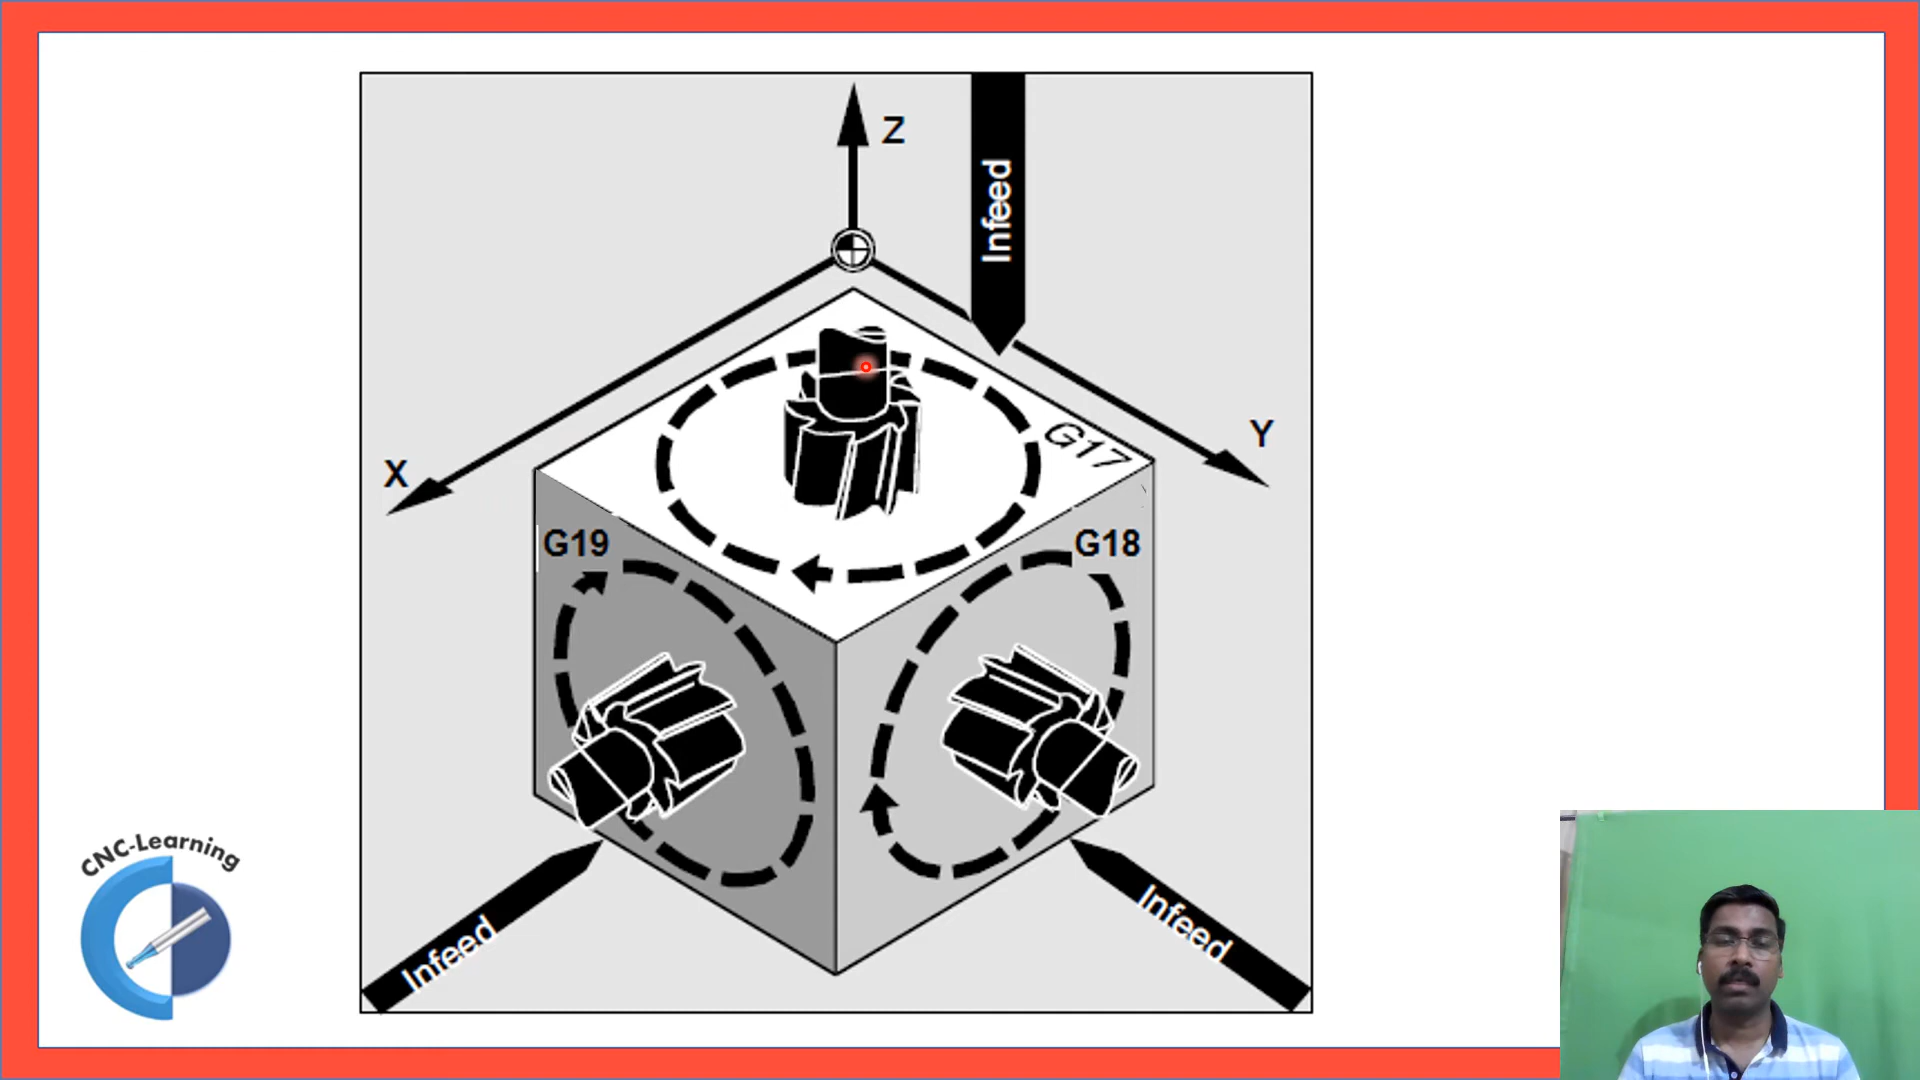 Z
Infeed
X
Y
G17
G19
G18
Infeed
Infeed
CNC-Learning